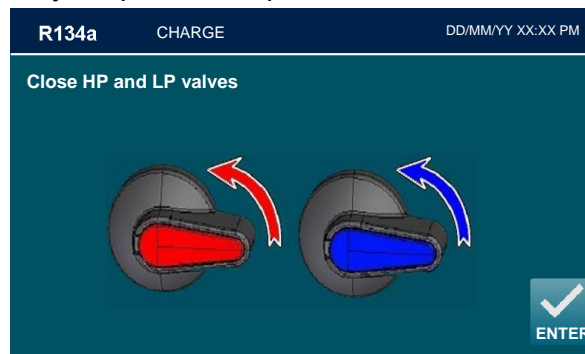 R134a CHARGE DD/MM/YY XX:XX PM
Close HP and LP valves
ENTER